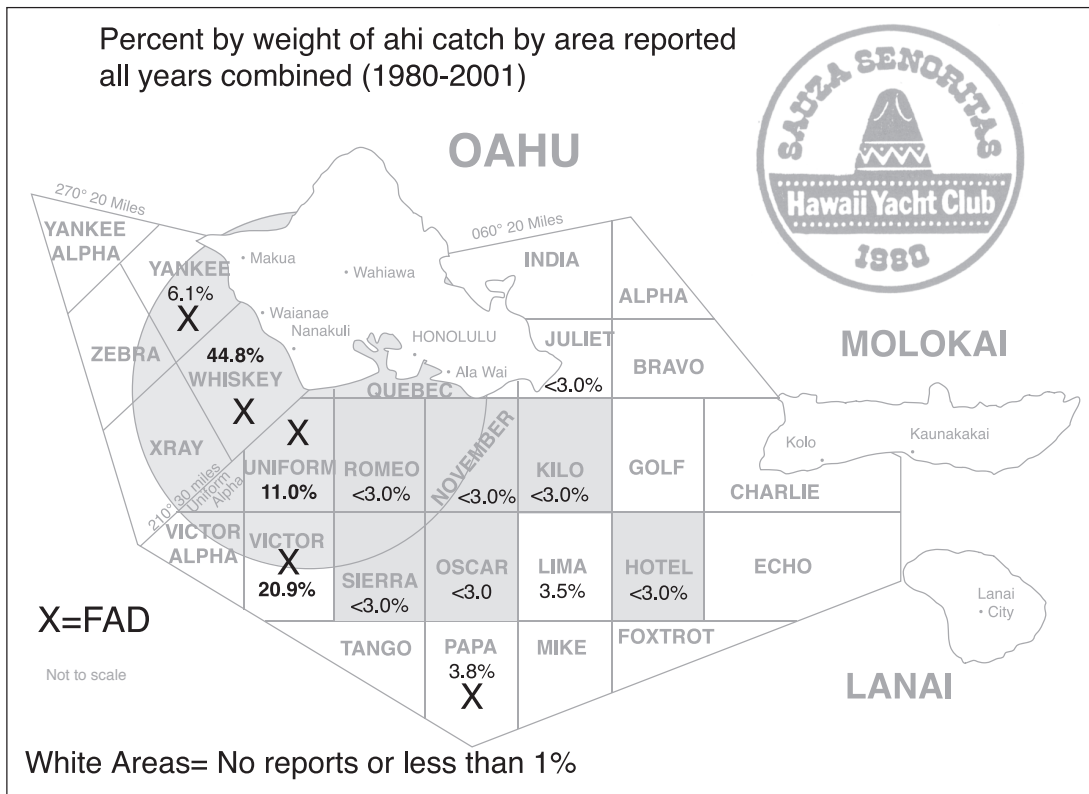 Percent by weight of ahi catch by area reported
all years combined (1980-2001)
SAUZA SENORITAS
Hawaii Yacht Club
1980
OAHU
270° 20 Miles
060° 20 Miles
YANKEE
ALPHA
YANKEE
6.1%
X
Makua
Wahiawa
INDIA
ALPHA
Waianae
Nanakuli
HONOLULU
Ala Wai
JULIET
<3.0%
BRAVO
MOLOKAI
ZEBRA
44.8%
WHISKEY
X
QUEBEC
X
XRAY
UNIFORM
11.0%
ROMEO
<3.0%
NOVEMBER
<3.0%
KILO
<3.0%
GOLF
CHARLIE
Kolo
Kaunakakai
210° 30 miles
Uniform
Alpha
VICTOR
ALPHA
VICTOR
X
20.9%
SIERRA
<3.0%
OSCAR
<3.0
LIMA
3.5%
HOTEL
<3.0%
ECHO
Lanai
City
X=FAD
TANGO
PAPA
3.8%
X
MIKE
FOXTROT
Not to scale
LANAI
White Areas= No reports or less than 1%